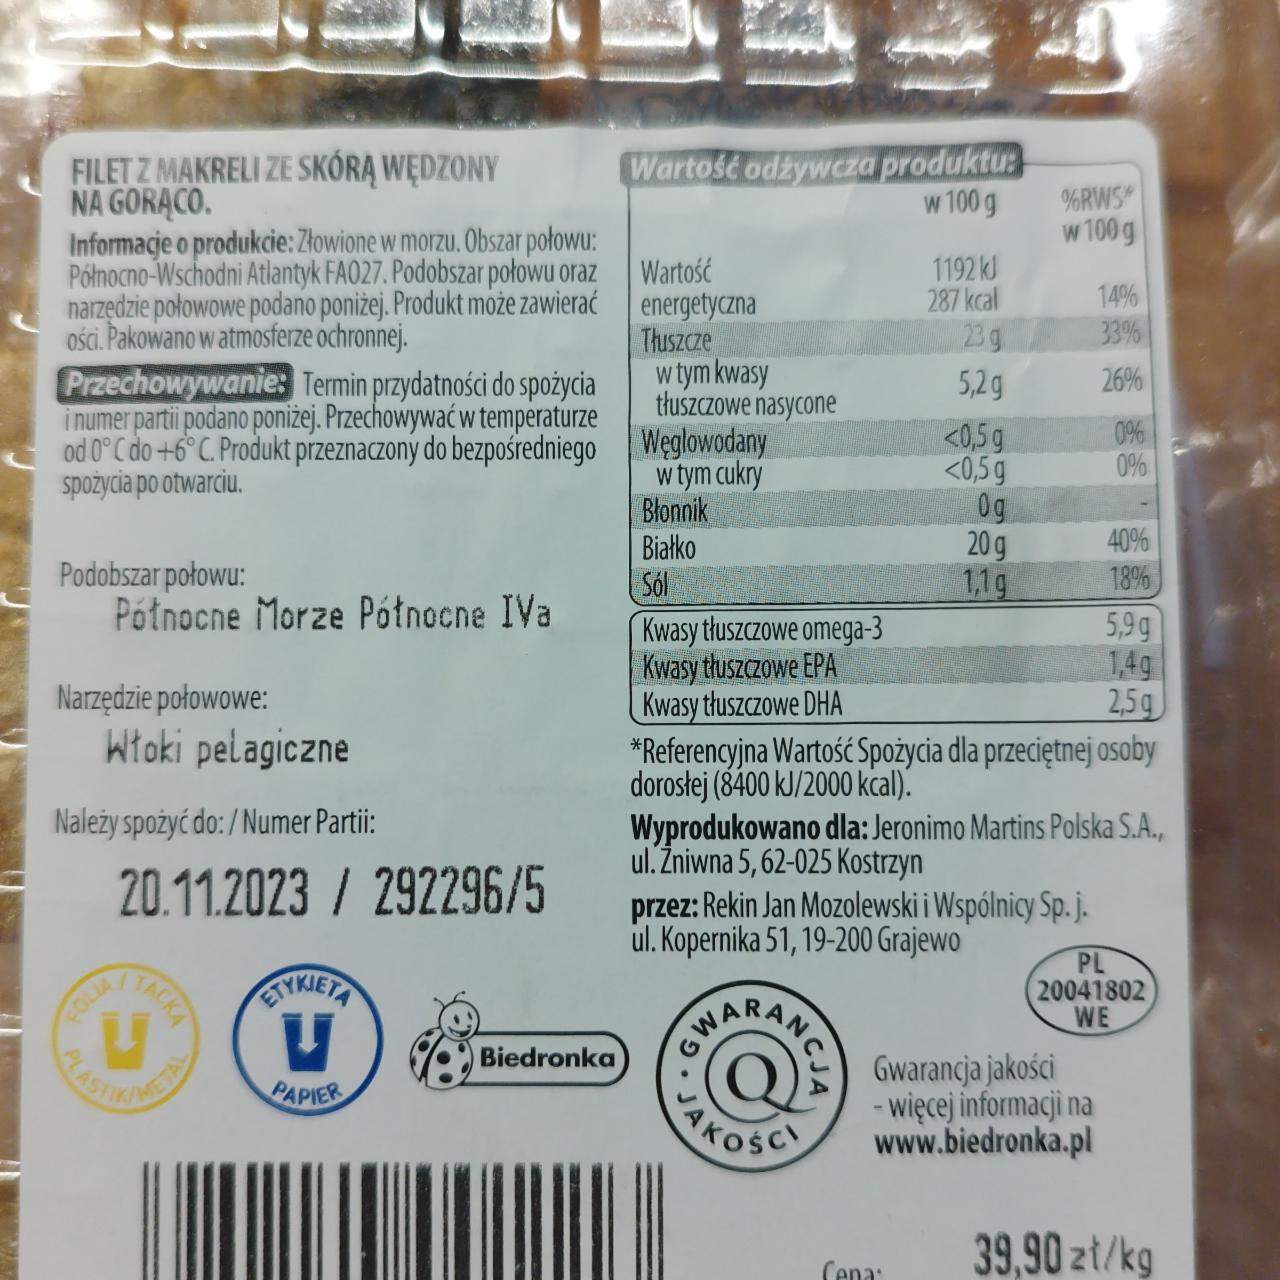 FILET Z MAKRELI ZE SKÓRĄ WĘDZONY
NA GORĄCO.
Informacje o produkcie: Złowione w morzu. Obszar połowu:
Północno-Wschodni Atlantyk FAO27. Podobszar połowu oraz
narzędzie połowowe podano poniżej. Produkt może zawierać
ości. Pakowano w atmosferze ochronnej.
Przechowywanie: Termin przydatności do spożycia
i numer partii podano poniżej. Przechowywać w temperaturze
od 0°C do +6°C. Produkt przeznaczony do bezpośredniego
spożycia po otwarciu.
Podobszar połowu:
Północne Morze Północne IVa
Narzędzie połowowe:
Włoki pelagiczne
Należy spożyć do: / Numer Partii:
20.11.2023 / 292296/5
FOLIA / TACKA
PLASTIK/METAL
ETYKIETA
PAPIER
Biedronka
Wartość odżywcza produktu:
w 100 g %RWS*
w 100 g
Wartość 1192 kJ
energetyczna 287 kcal 14%
Tłuszcze 23 g 33%
w tym kwasy
tłuszczowe nasycone 5,2 g 26%
Węglowodany <0,5 g 0%
w tym cukry <0,5 g 0%
Błonnik 0 g -
Białko 20 g 40%
Sól 1,1 g 18%
Kwasy tłuszczowe omega-3 5,9 g
Kwasy tłuszczowe EPA 1,4 g
Kwasy tłuszczowe DHA 2,5 g
*Referencyjna Wartość Spożycia dla przeciętnej osoby
dorosłej (8400 kJ/2000 kcal).
Wyprodukowano dla: Jeronimo Martins Polska S.A.,
ul. Żniwna 5, 62-025 Kostrzyn
przez: Rekin Jan Mozolewski i Wspólnicy Sp. j.
ul. Kopernika 51, 19-200 Grajewo
PL
20041802
WE
GWARANCJA
Q
JAKOŚCI
Gwarancja jakości
- więcej informacji na
www.biedronka.pl
Cena: 39,90 zł/kg